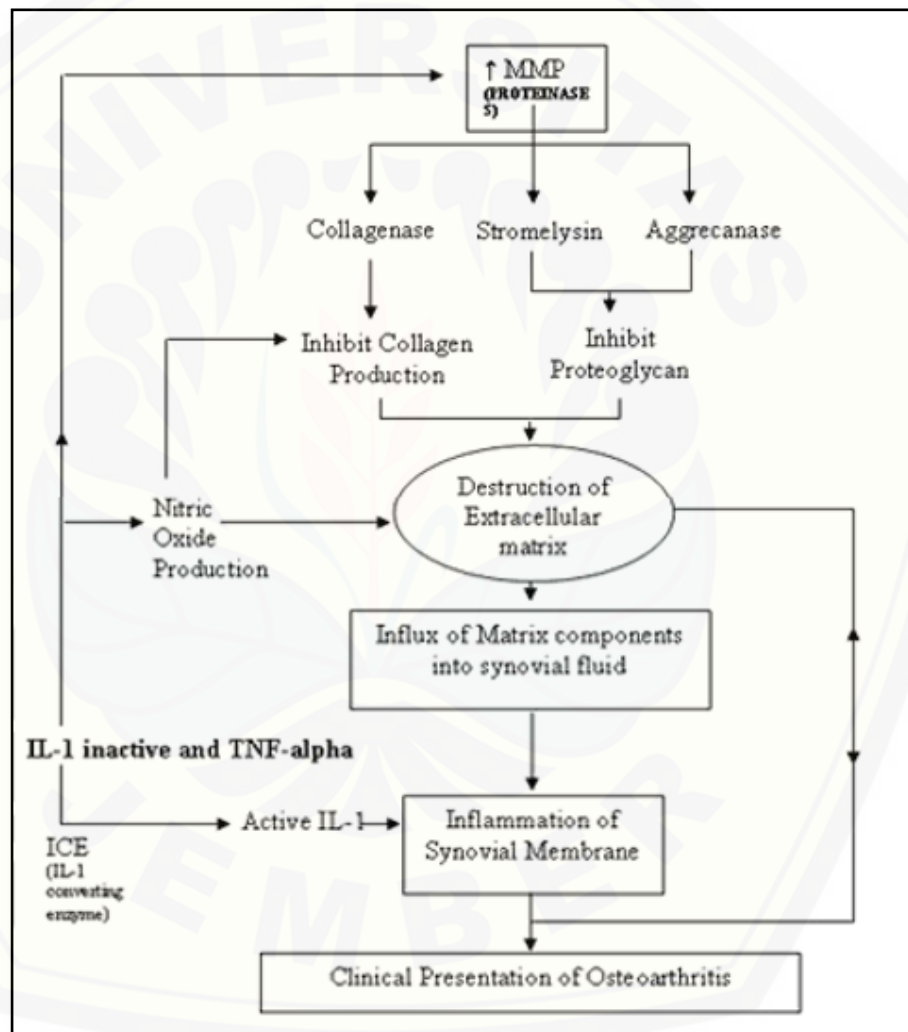 UNIVERSITAS
↑ MMP
(PROTEINASE
S)
Collagenase
Stromelysin
Aggrecanase
Inhibit Collagen
Production
Inhibit
Proteoglycan
Destruction of
Extracellular
matrix
Nitric
Oxide
Production
Influx of Matrix components
into synovial fluid
IL-1 inactive and TNF-alpha
Active IL-1
ICE
(IL-1
converting
enzyme)
Inflammation of
Synovial Membrane
Clinical Presentation of Osteoarthritis